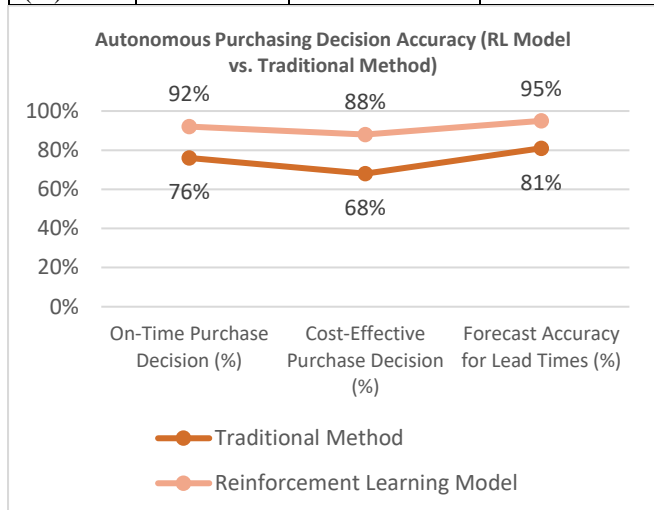 Autonomous Purchasing Decision Accuracy (RL Model
vs. Traditional Method)
92%
88%
95%
100%
80%
60%
40%
20%
0%
76%
68%
81%
On-Time Purchase
Decision (%)
Cost-Effective
Purchase Decision
(%)
Forecast Accuracy
for Lead Times (%)
Traditional Method
Reinforcement Learning Model